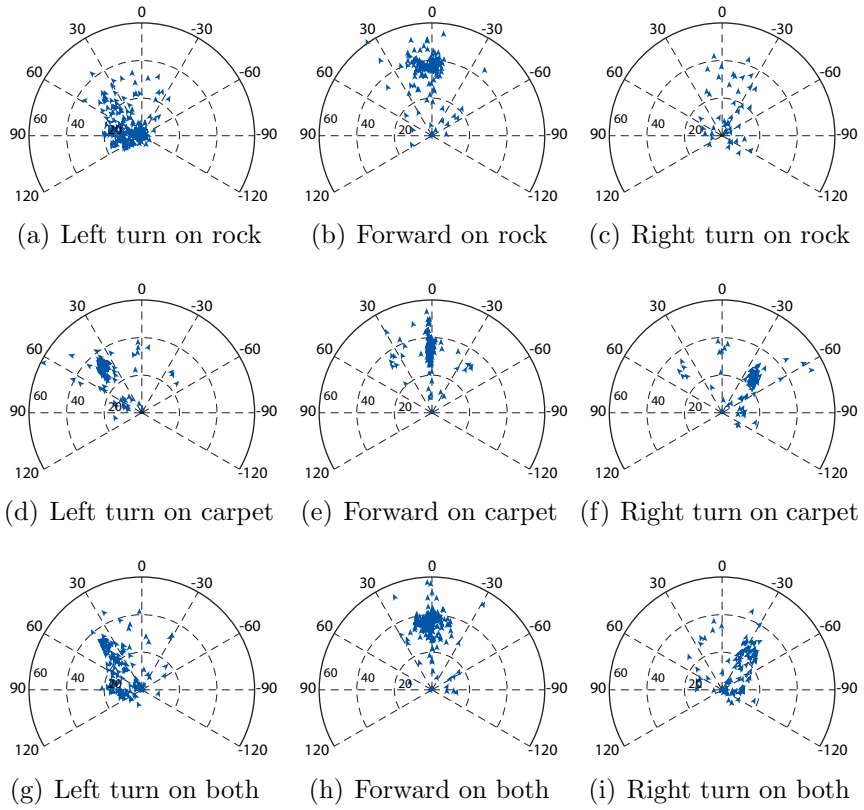 0 0 0
30 -30 30 -30 30 -30
60 -60 60 -60 60 -60
60 40 20 60 40 20 60 40 20
90 -90 90 -90 90 -90
120 -120 120 -120 120 -120
(a) Left turn on rock (b) Forward on rock (c) Right turn on rock
0 0 0
30 -30 30 -30 30 -30
60 -60 60 -60 60 -60
60 40 20 60 40 20 60 40 20
90 -90 90 -90 90 -90
120 -120 120 -120 120 -120
(d) Left turn on carpet (e) Forward on carpet (f) Right turn on carpet
0 0 0
30 -30 30 -30 30 -30
60 -60 60 -60 60 -60
60 40 20 60 40 20 60 40 20
90 -90 90 -90 90 -90
120 -120 120 -120 120 -120
(g) Left turn on both (h) Forward on both (i) Right turn on both